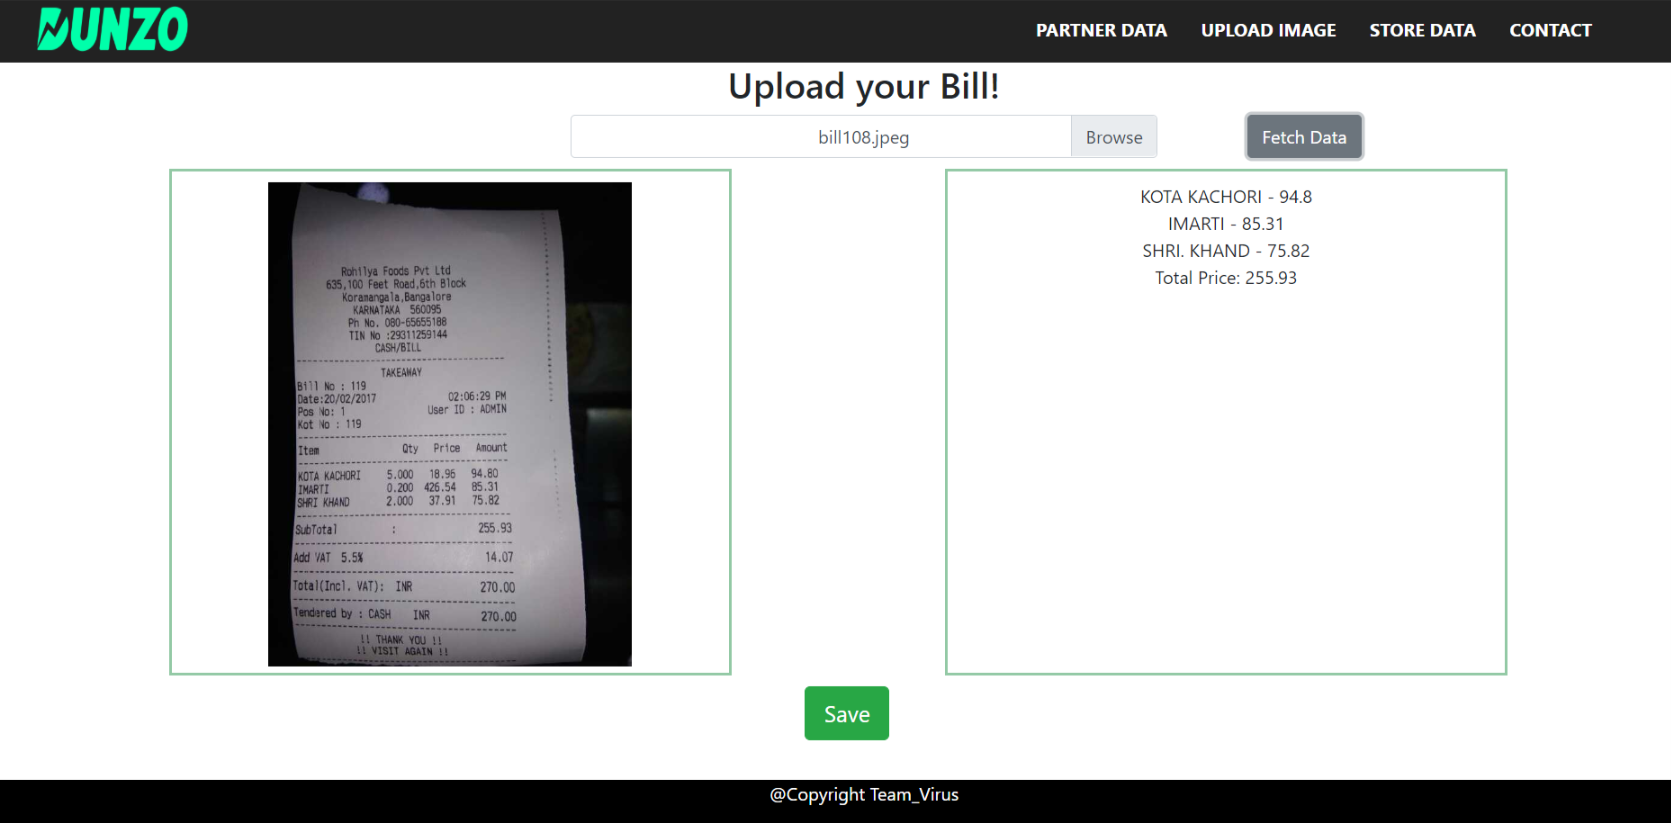 DUNZO
PARTNER DATA UPLOAD IMAGE STORE DATA CONTACT
Upload your Bill!
bill108.jpeg Browse Fetch Data
Rohilya Foods Pvt Ltd
635,100 Feet Road,6th Block
Koramangala,Bangalore
KARNATAKA 560095
Ph No. 080-65655188
TIN No :29311259144
CASH/BILL
TAKEAWAY
Bill No : 119
Date:20/02/2017 02:06:29 PM
Pos No: 1 User ID : ADMIN
Kot No : 119
Item Qty Price Amount
KOTA KACHORI 5.000 18.96 94.80
IMARTI 0.200 426.54 85.31
SHRI KHAND 2.000 37.91 75.82
SubTotal : 255.93
Add VAT 5.5% 14.07
Total(Incl. VAT): INR 270.00
Tendered by : CASH INR 270.00
!! THANK YOU !!
!! VISIT AGAIN !!
KOTA KACHORI - 94.8
IMARTI - 85.31
SHRI. KHAND - 75.82
Total Price: 255.93
Save
@Copyright Team_Virus